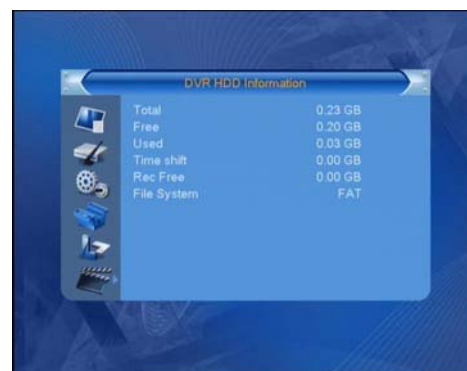 DVR HDD Information
Total 0.23 GB
Free 0.20 GB
Used 0.03 GB
Time shift 0.00 GB
Rec Free 0.00 GB
File System FAT